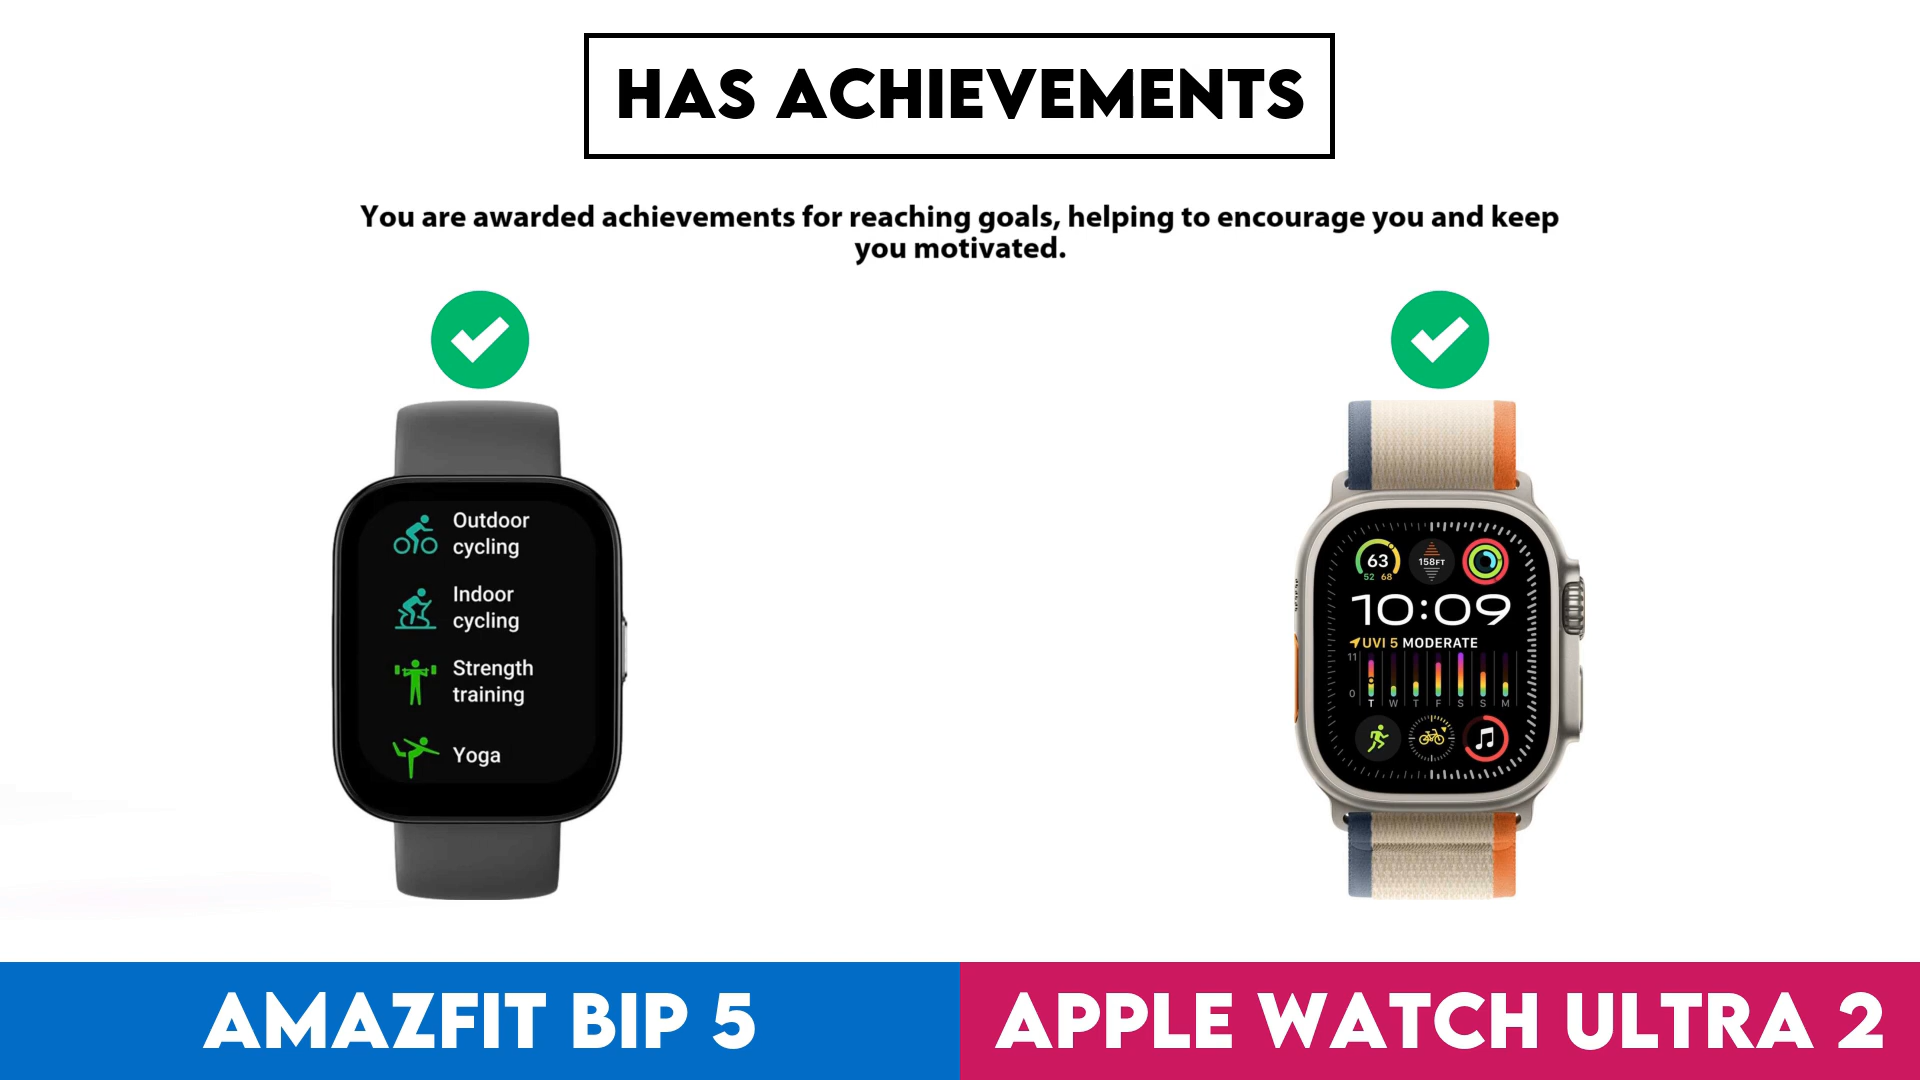 HAS ACHIEVEMENTS
You are awarded achievements for reaching goals, helping to encourage you and keep
you motivated.
Outdoor
cycling
Indoor
cycling
Strength
training
Yoga
63
52 68
158FT
10:09
UVI 5 MODERATE
11
0
T W T F S S M
AMAZFIT BIP 5
APPLE WATCH ULTRA 2